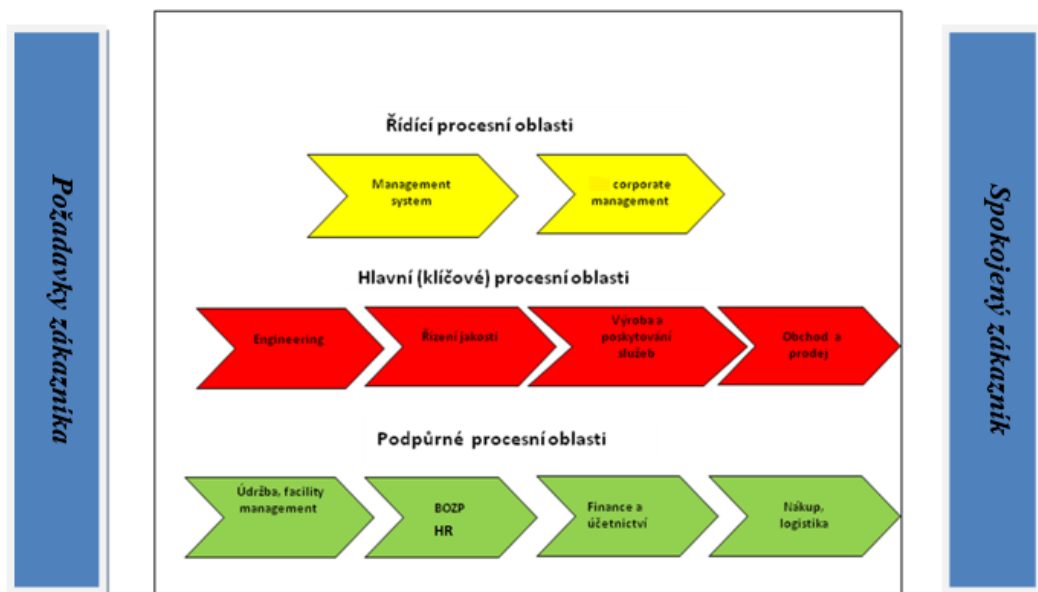 Požadavky zákazníka
Řídící procesní oblasti
Management
system
corporate
management
Hlavní (klíčové) procesní oblasti
Engineering
Řízení jakosti
Výroba a
poskytování
služeb
Obchod a
prodej
Podpůrné procesní oblasti
Údržba, facility
management
BOZP
HR
Finance a
účetnictví
Nákup,
logistika
Spokojený zákazník